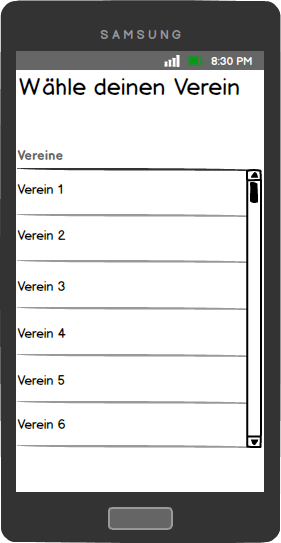 SAMSUNG
8:30 PM
Wähle deinen Verein
Vereine
Verein 1
Verein 2
Verein 3
Verein 4
Verein 5
Verein 6